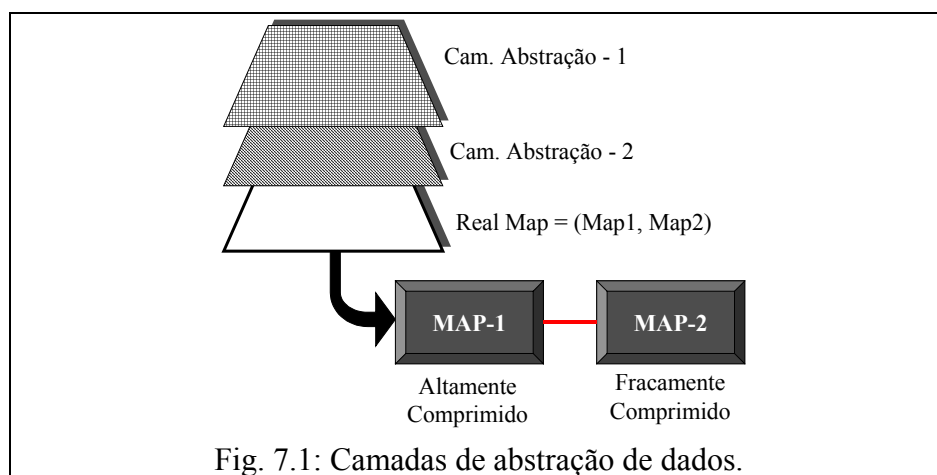 Cam. Abstração - 1
Cam. Abstração - 2
Real Map = (Map1, Map2)
MAP-1
MAP-2
Altamente
Comprimido
Fracamente
Comprimido
Fig. 7.1: Camadas de abstração de dados.